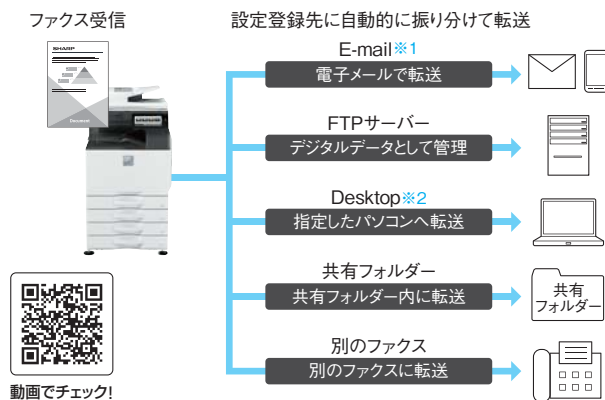 ファクス受信
設定登録先に自動的に振り分けて転送
SHARP
Document
E-mail※1
電子メールで転送
FTPサーバー
デジタルデータとして管理
Desktop※2
指定したパソコンへ転送
共有フォルダー
共有フォルダー内に転送
共有
フォルダー
別のファクス
別のファクスに転送
動画でチェック!